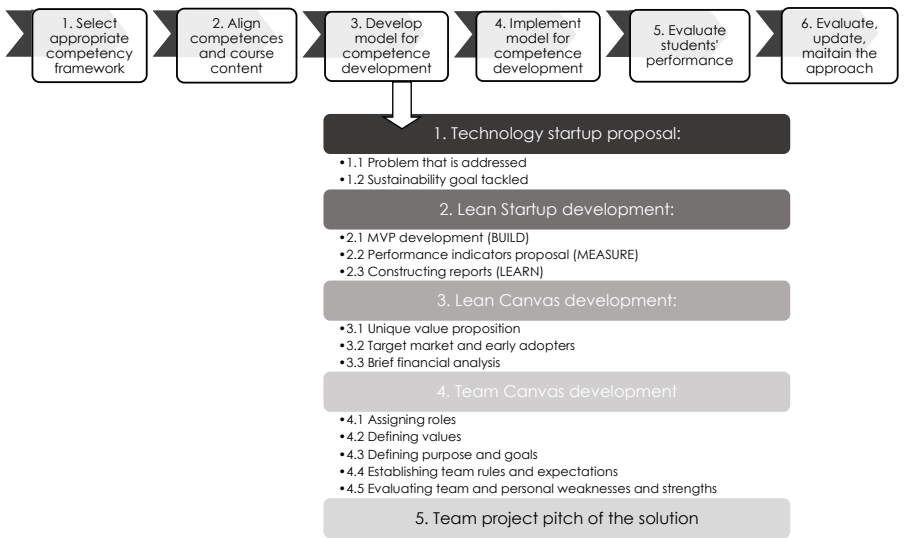 1. Select
appropriate
competency
framework
2. Align
competences
and course
content
3. Develop
model for
competence
development
4. Implement
model for
competence
development
5. Evaluate
students'
performance
6. Evaluate,
update,
maitain the
approach
1. Technology startup proposal:
•1.1 Problem that is addressed
•1.2 Sustainability goal tackled
2. Lean Startup development:
•2.1 MVP development (BUILD)
•2.2 Performance indicators proposal (MEASURE)
•2.3 Constructing reports (LEARN)
3. Lean Canvas development:
•3.1 Unique value proposition
•3.2 Target market and early adopters
•3.3 Brief financial analysis
4. Team Canvas development
•4.1 Assigning roles
•4.2 Defining values
•4.3 Defining purpose and goals
•4.4 Establishing team rules and expectations
•4.5 Evaluating team and personal weaknesses and strengths
5. Team project pitch of the solution